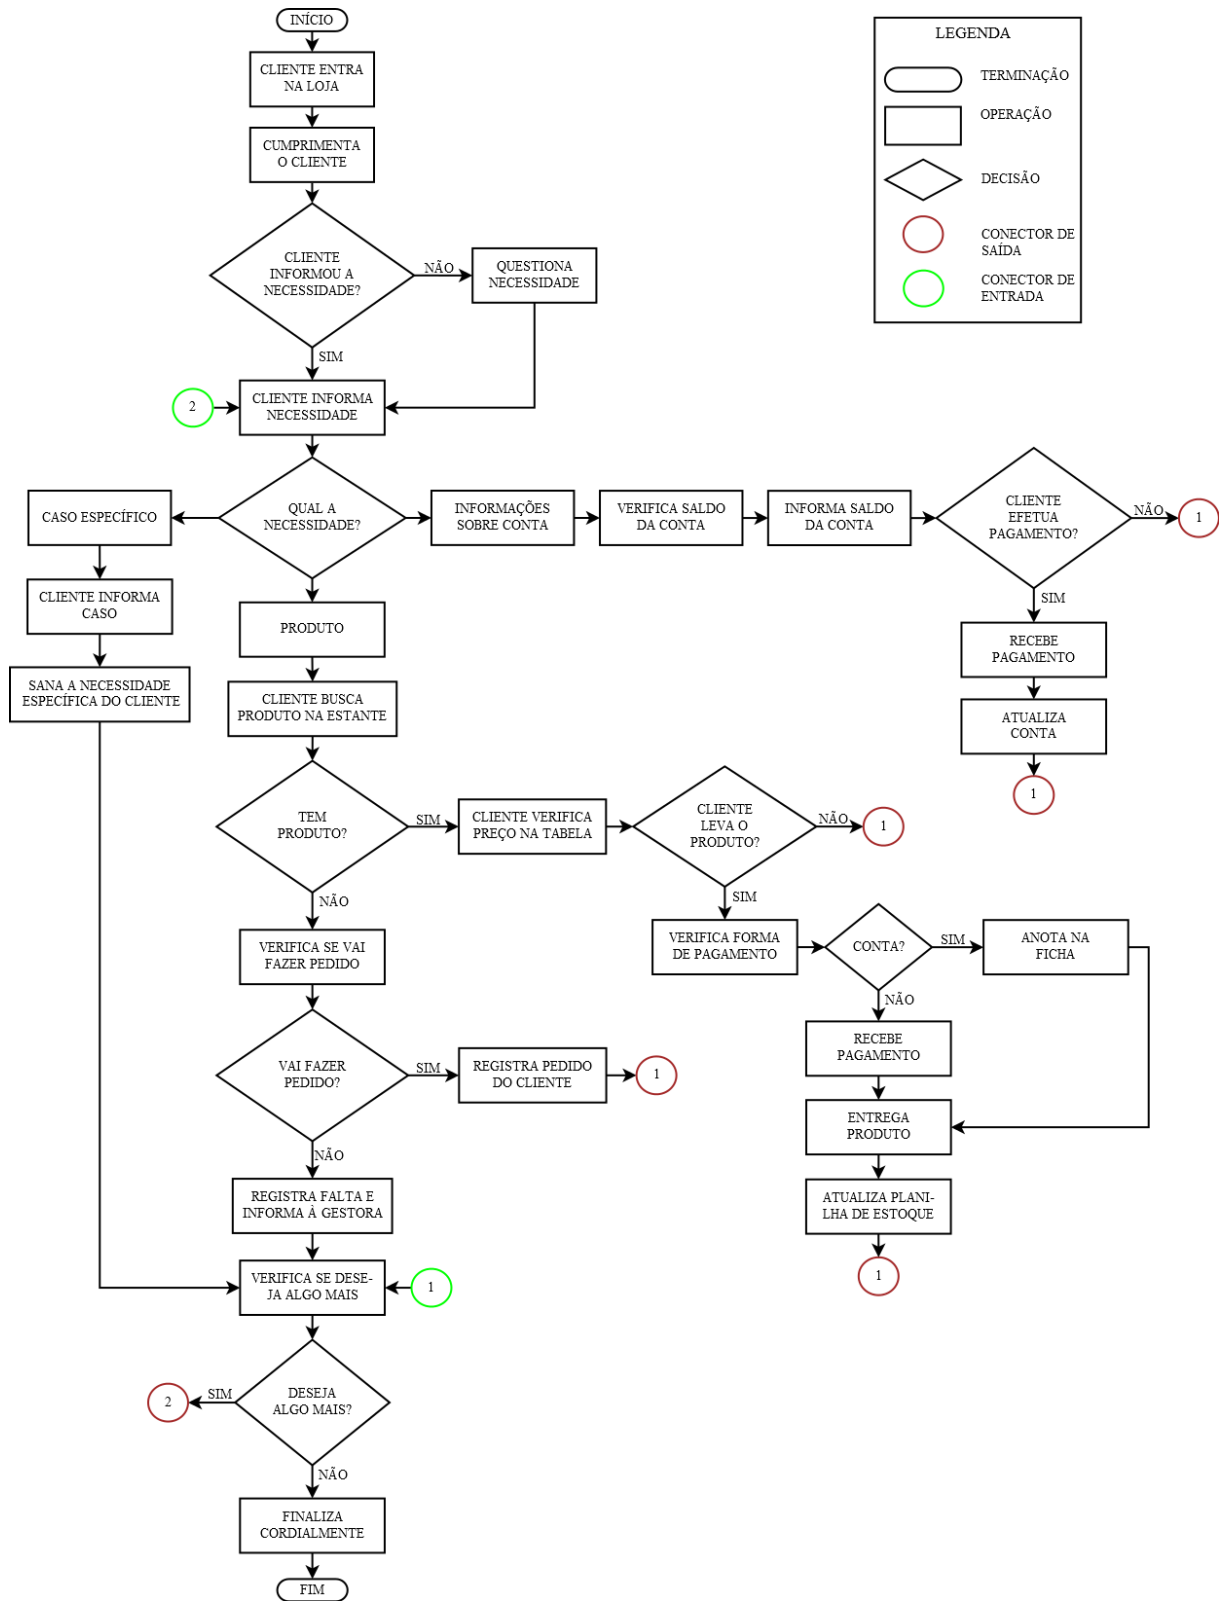 INÍCIO
LEGENDA
TERMINAÇÃO
OPERAÇÃO
DECISÃO
CONECTOR DE
SAÍDA
CONECTOR DE
ENTRADA
CLIENTE ENTRA
NA LOJA
CUMPRIMENTA
O CLIENTE
CLIENTE
INFORMOU A
NECESSIDADE?
NÃO
QUESTIONA
NECESSIDADE
SIM
2
CLIENTE INFORMA
NECESSIDADE
QUAL A
NECESSIDADE?
CASO ESPECÍFICO
CLIENTE INFORMA
CASO
SANA A NECESSIDADE
ESPECÍFICA DO CLIENTE
INFORMAÇÕES
SOBRE CONTA
VERIFICA SALDO
DA CONTA
INFORMA SALDO
DA CONTA
CLIENTE
EFETUA
PAGAMENTO?
NÃO
1
SIM
RECEBE
PAGAMENTO
ATUALIZA
CONTA
1
PRODUTO
CLIENTE BUSCA
PRODUTO NA ESTANTE
TEM
PRODUTO?
SIM
CLIENTE VERIFICA
PREÇO NA TABELA
CLIENTE
LEVA O
PRODUTO?
NÃO
1
SIM
VERIFICA FORMA
DE PAGAMENTO
CONTA?
SIM
ANOTA NA
FICHA
NÃO
RECEBE
PAGAMENTO
ENTREGA
PRODUTO
ATUALIZA PLANI-
LHA DE ESTOQUE
1
NÃO
VERIFICA SE VAI
FAZER PEDIDO
VAI FAZER
PEDIDO?
SIM
REGISTRA PEDIDO
DO CLIENTE
1
NÃO
REGISTRA FALTA E
INFORMA À GESTORA
VERIFICA SE DESE-
JA ALGO MAIS
1
DESEJA
ALGO MAIS?
SIM
2
NÃO
FINALIZA
CORDIALMENTE
FIM